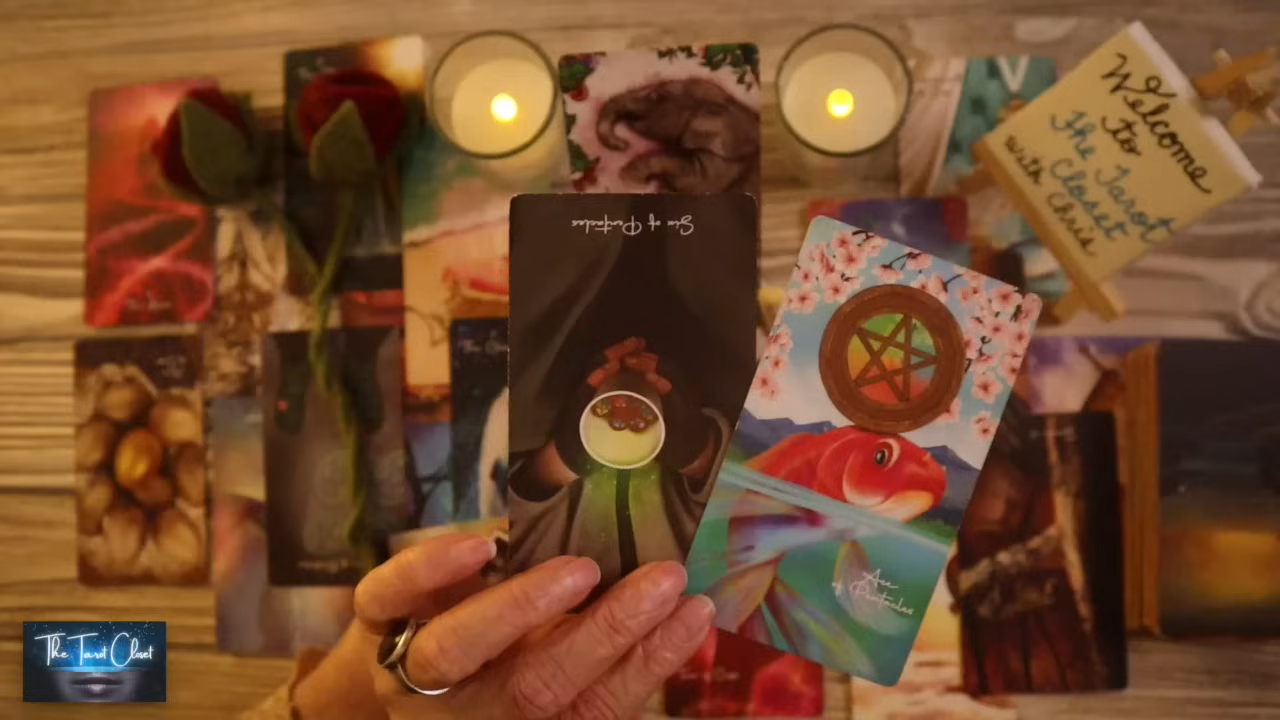 Welcome
to
The Tarot
Closet
with Chris
Six of Pentacles
Ace
of Pentacles
The Tarot Closet